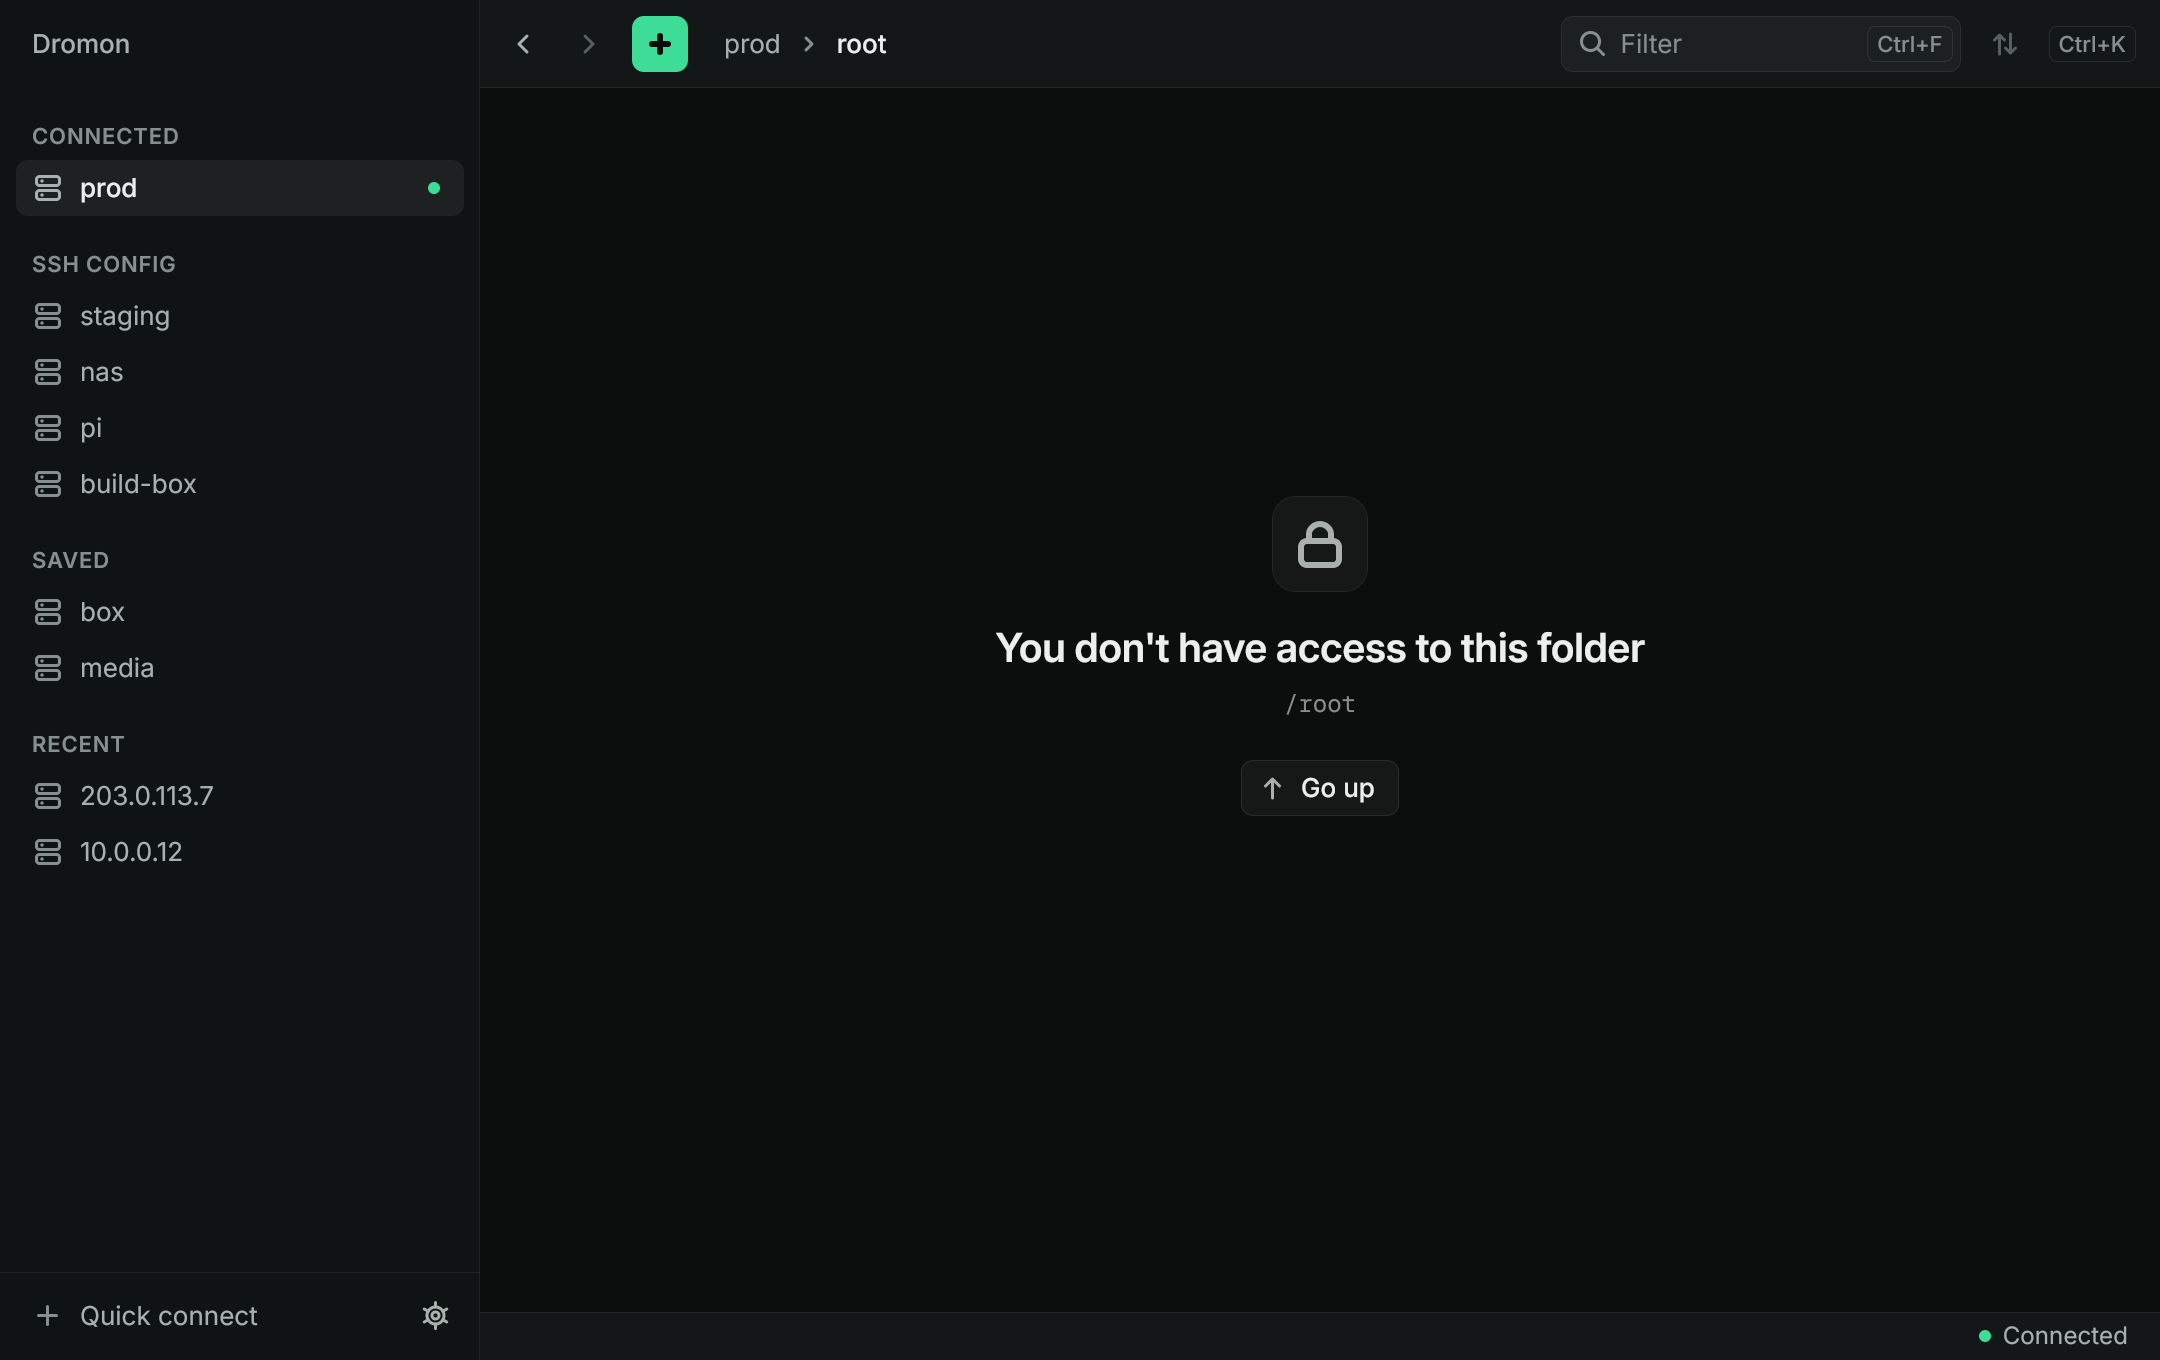 Dromon
CONNECTED
prod
SSH CONFIG
staging
nas
pi
build-box
SAVED
box
media
RECENT
203.0.113.7
10.0.0.12
Quick connect
prod > root
Filter
Ctrl+F
Ctrl+K
You don't have access to this folder
/root
Go up
Connected